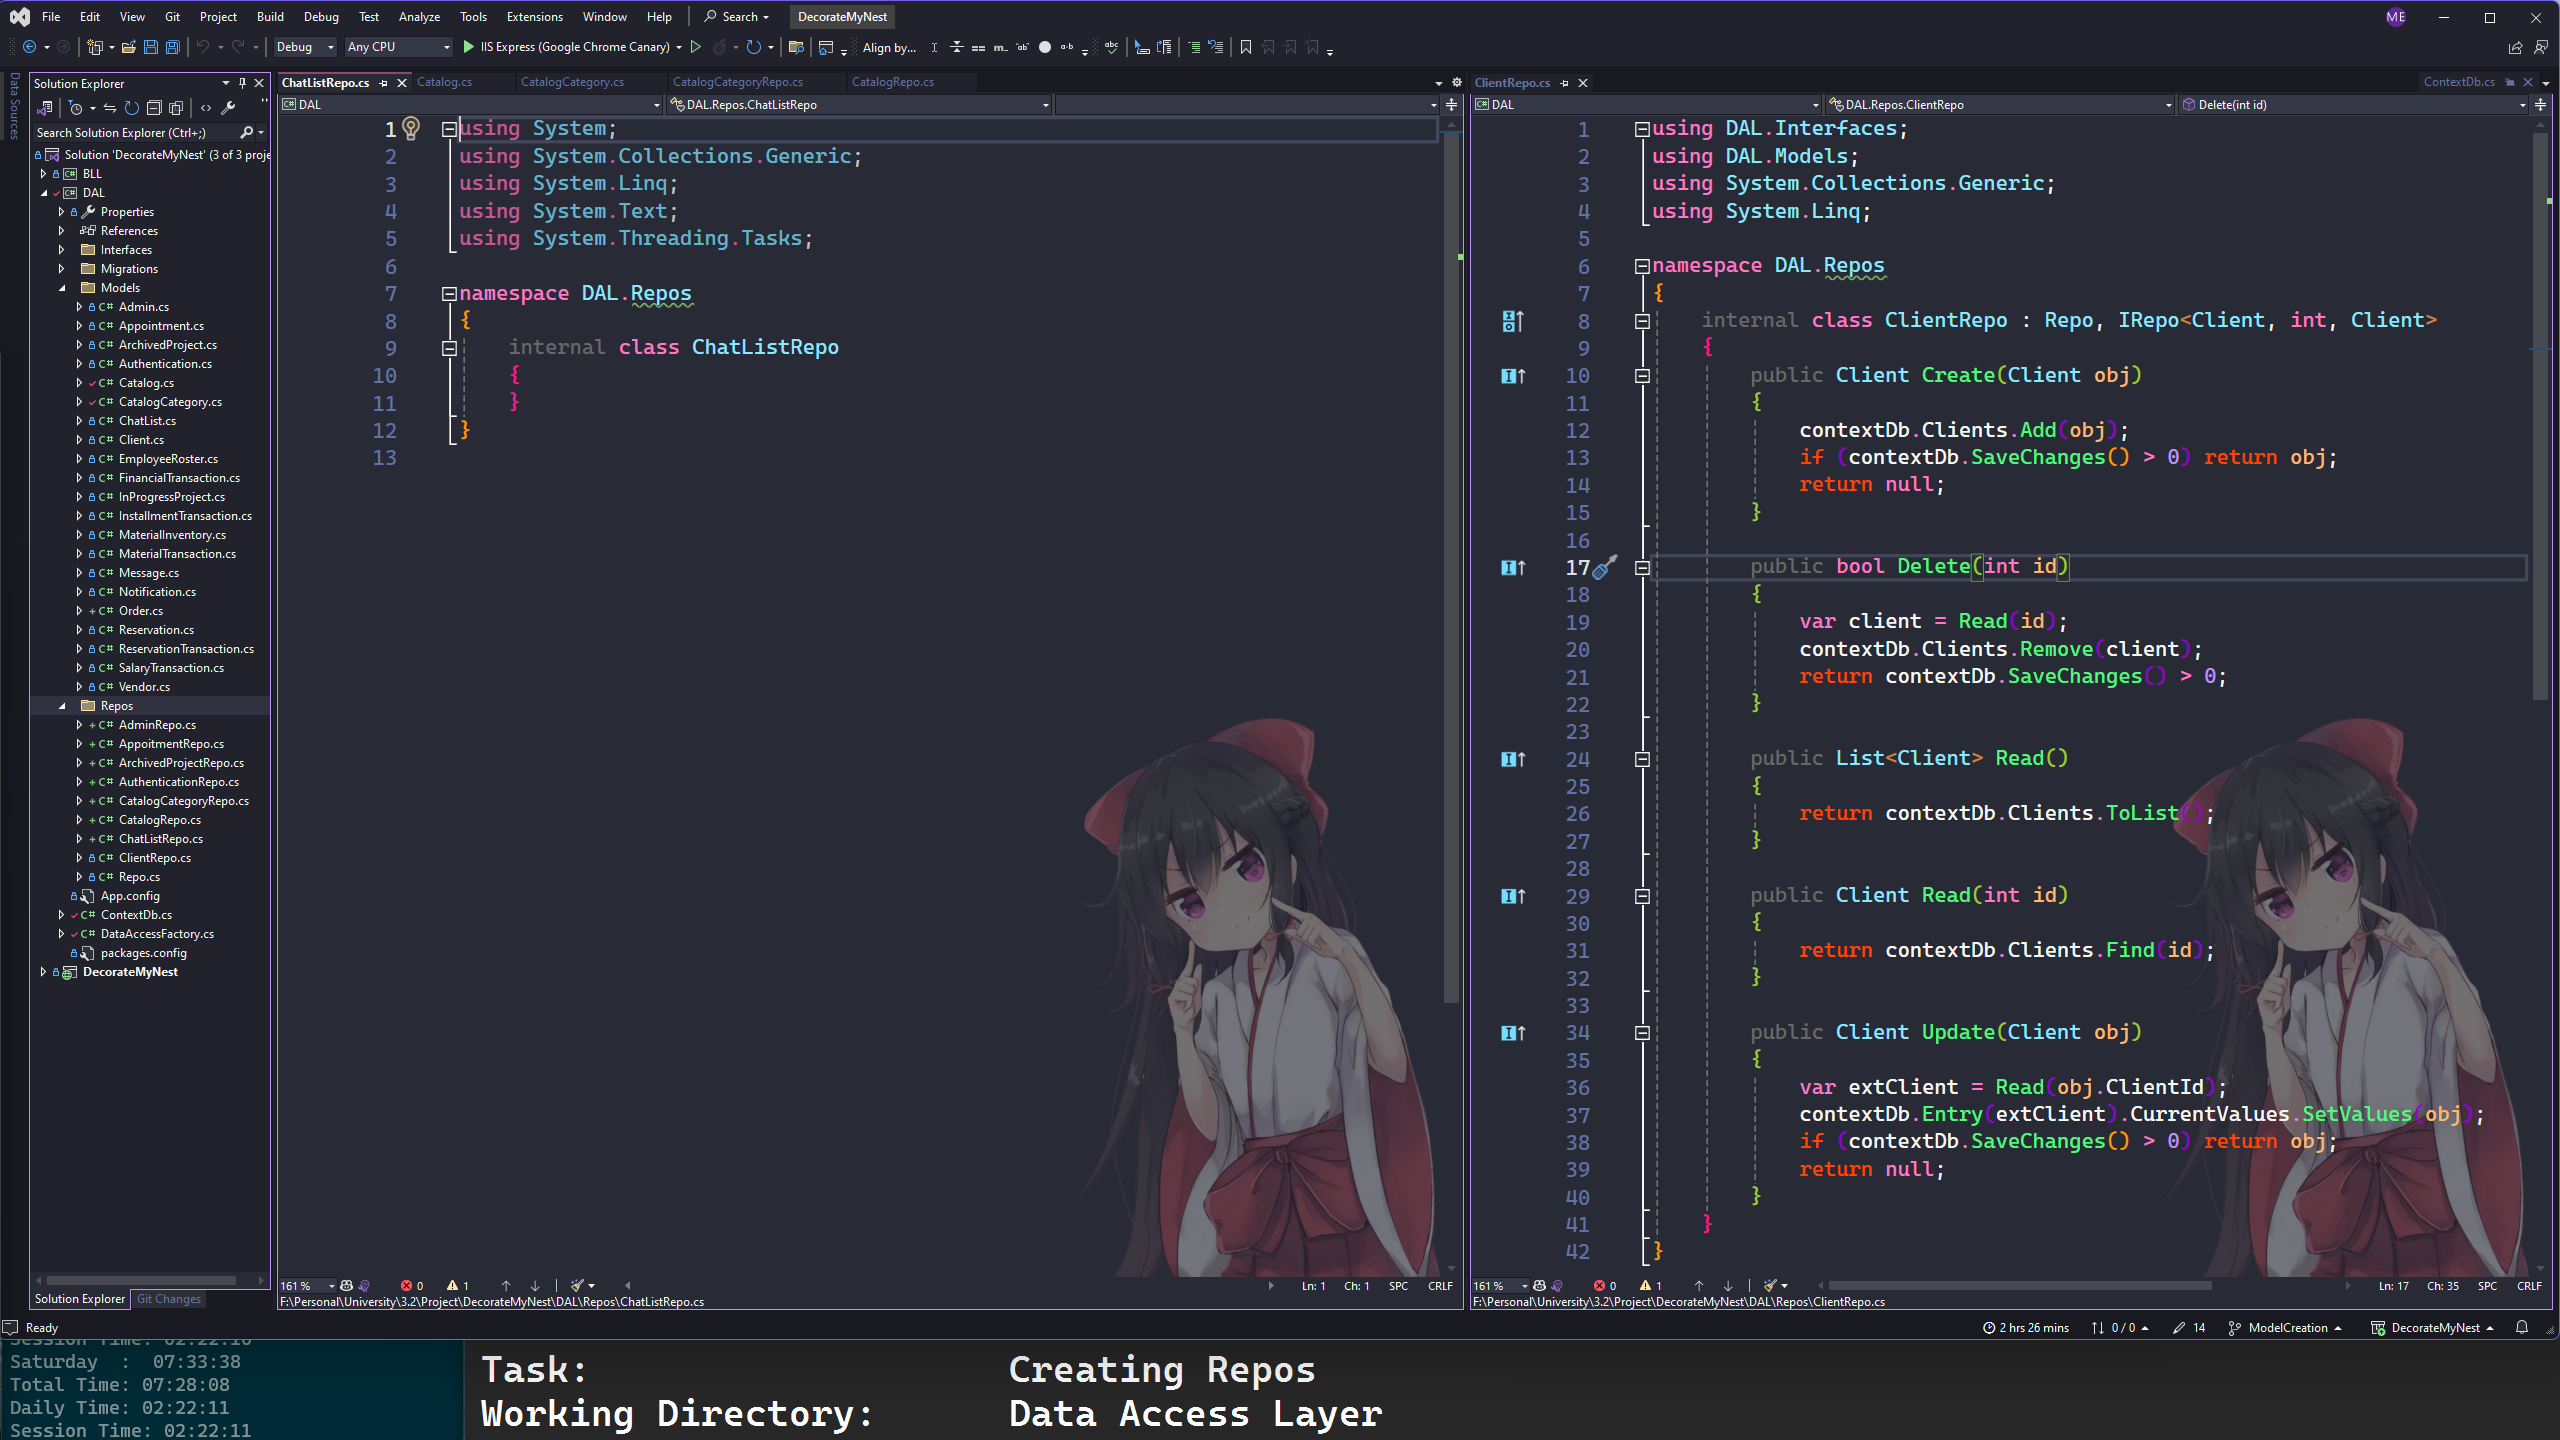 File Edit View Git Project Build Debug Test Analyze Tools Extensions Window Help Search DecorateMyNest ME
Debug Any CPU IIS Express (Google Chrome Canary) Align by...
Data Sources
Solution Explorer
Search Solution Explorer (Ctrl+;)
Solution 'DecorateMyNest' (3 of 3 proje
BLL
DAL
Properties
References
Interfaces
Migrations
Models
Admin.cs
Appointment.cs
ArchivedProject.cs
Authentication.cs
Catalog.cs
CatalogCategory.cs
ChatList.cs
Client.cs
EmployeeRoster.cs
FinancialTransaction.cs
InProgressProject.cs
InstallmentTransaction.cs
MaterialInventory.cs
MaterialTransaction.cs
Message.cs
Notification.cs
Order.cs
Reservation.cs
ReservationTransaction.cs
SalaryTransaction.cs
Vendor.cs
Repos
AdminRepo.cs
AppoitmentRepo.cs
ArchivedProjectRepo.cs
AuthenticationRepo.cs
CatalogCategoryRepo.cs
CatalogRepo.cs
ChatListRepo.cs
ClientRepo.cs
Repo.cs
App.config
ContextDb.cs
DataAccessFactory.cs
packages.config
DecorateMyNest
Solution Explorer Git Changes
ChatListRepo.cs Catalog.cs CatalogCategory.cs CatalogCategoryRepo.cs CatalogRepo.cs
DAL DAL.Repos.ChatListRepo
1 using System;
2 using System.Collections.Generic;
3 using System.Linq;
4 using System.Text;
5 using System.Threading.Tasks;
6
7 namespace DAL.Repos
8 {
9 internal class ChatListRepo
10 {
11 }
12 }
13
161 % 0 1 Ln: 1 Ch: 1 SPC CRLF
F:\Personal\University\3.2\Project\DecorateMyNest\DAL\Repos\ChatListRepo.cs
ClientRepo.cs ContextDb.cs
DAL DAL.Repos.ClientRepo Delete(int id)
1 using DAL.Interfaces;
2 using DAL.Models;
3 using System.Collections.Generic;
4 using System.Linq;
5
6 namespace DAL.Repos
7 {
8 internal class ClientRepo : Repo, IRepo<Client, int, Client>
9 {
10 public Client Create(Client obj)
11 {
12 contextDb.Clients.Add(obj);
13 if (contextDb.SaveChanges() > 0) return obj;
14 return null;
15 }
16
17 public bool Delete(int id)
18 {
19 var client = Read(id);
20 contextDb.Clients.Remove(client);
21 return contextDb.SaveChanges() > 0;
22 }
23
24 public List<Client> Read()
25 {
26 return contextDb.Clients.ToList();
27 }
28
29 public Client Read(int id)
30 {
31 return contextDb.Clients.Find(id);
32 }
33
34 public Client Update(Client obj)
35 {
36 var extClient = Read(obj.ClientId);
37 contextDb.Entry(extClient).CurrentValues.SetValues(obj);
38 if (contextDb.SaveChanges() > 0) return obj;
39 return null;
40 }
41 }
42 }
161 % 0 1 Ln: 17 Ch: 35 SPC CRLF
F:\Personal\University\3.2\Project\DecorateMyNest\DAL\Repos\ClientRepo.cs
Ready 2 hrs 26 mins 0 / 0 14 ModelCreation DecorateMyNest
Session Time: 02:22:10
Saturday : 07:33:38
Total Time: 07:28:08
Daily Time: 02:22:11
Session Time: 02:22:11
Task: Creating Repos
Working Directory: Data Access Layer